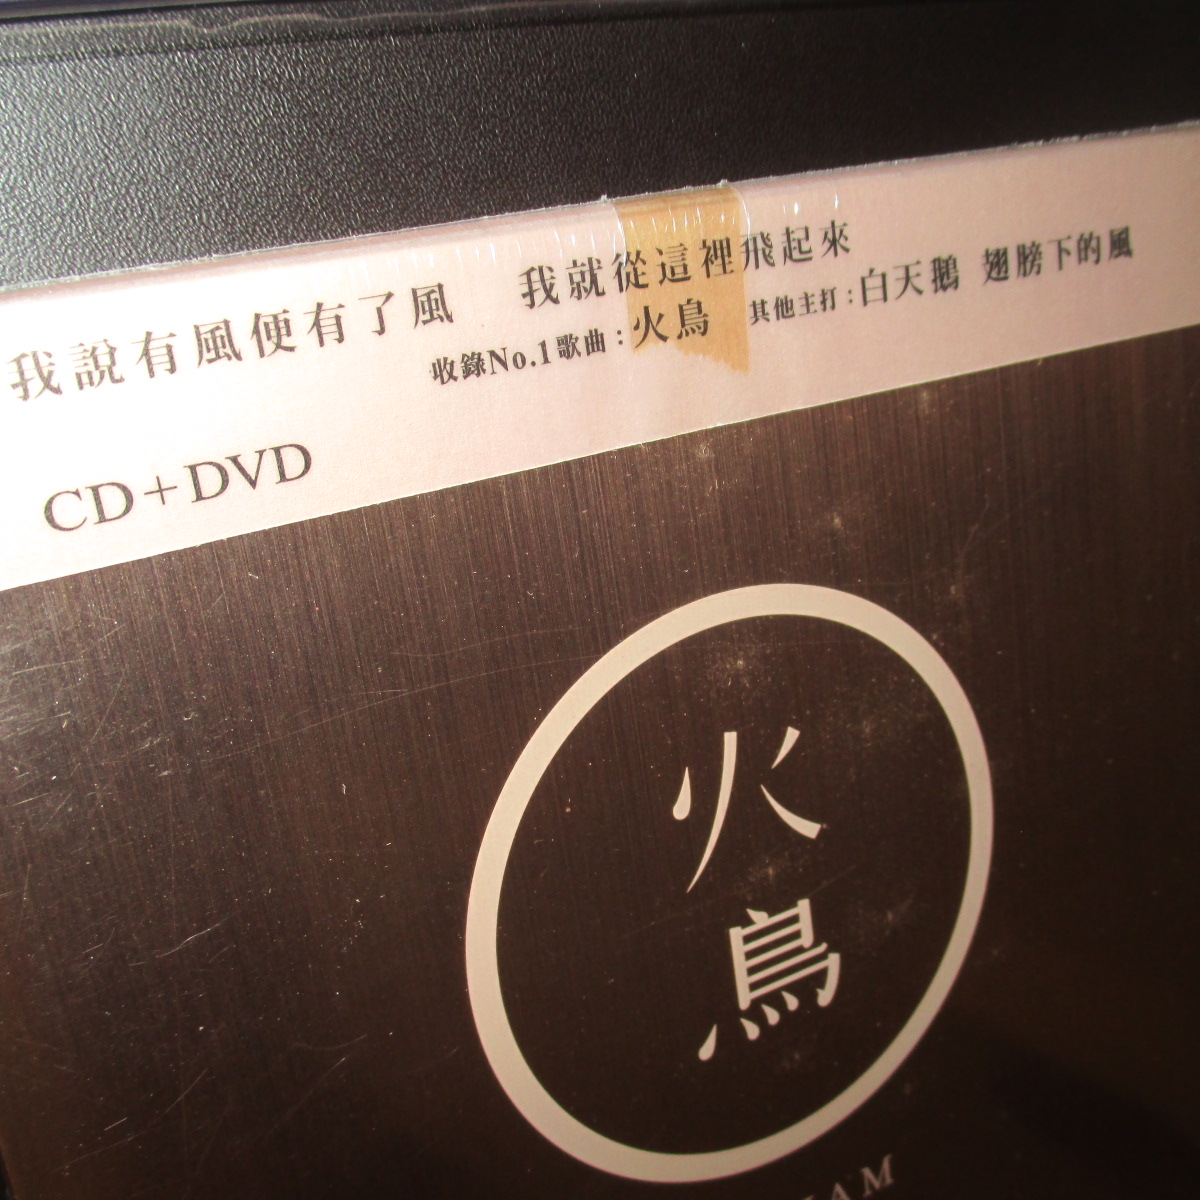 我說有風便有了風 我就從這裡飛起來
收錄No.1歌曲:火鳥 其他主打:白天鵝 翅膀下的風
CD+DVD
火
鳥